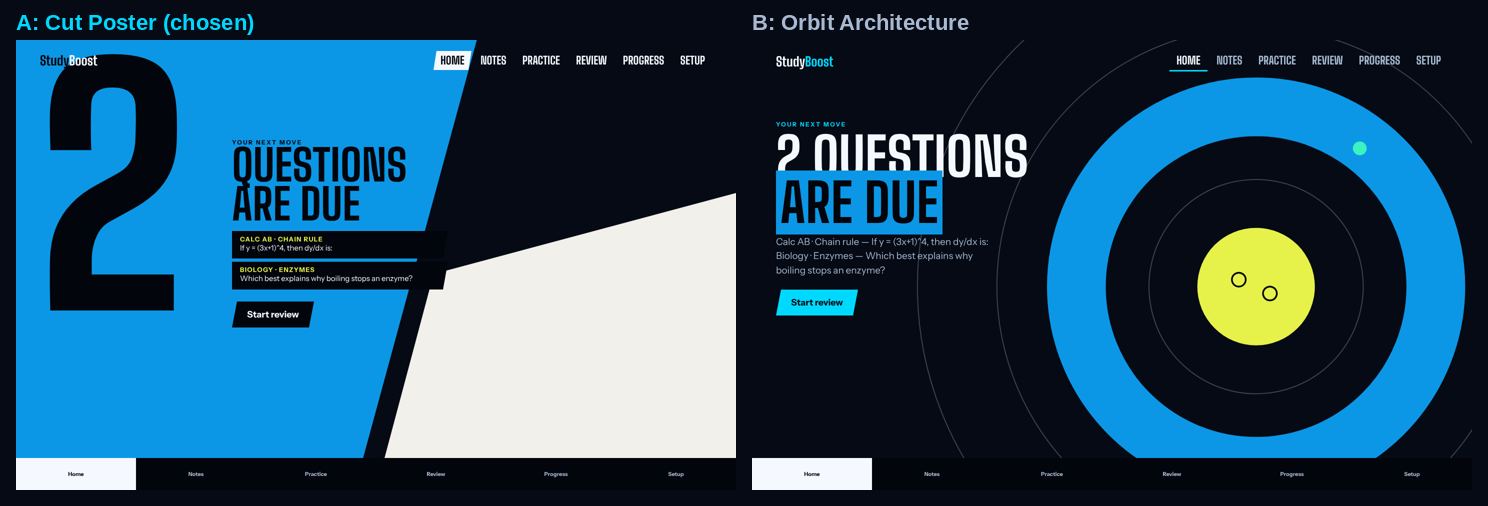 A: Cut Poster (chosen)
StudyBoost
HOME NOTES PRACTICE REVIEW PROGRESS SETUP
2
YOUR NEXT MOVE
QUESTIONS
ARE DUE
CALC AB · CHAIN RULE
If y = (3x+1)^4, then dy/dx is:
BIOLOGY · ENZYMES
Which best explains why boiling stops an enzyme?
Start review
Home Notes Practice Review Progress Setup
B: Orbit Architecture
StudyBoost
HOME NOTES PRACTICE REVIEW PROGRESS SETUP
YOUR NEXT MOVE
2 QUESTIONS
ARE DUE
Calc AB · Chain rule — If y = (3x+1)^4, then dy/dx is:
Biology · Enzymes — Which best explains why
boiling stops an enzyme?
Start review
Home Notes Practice Review Progress Setup